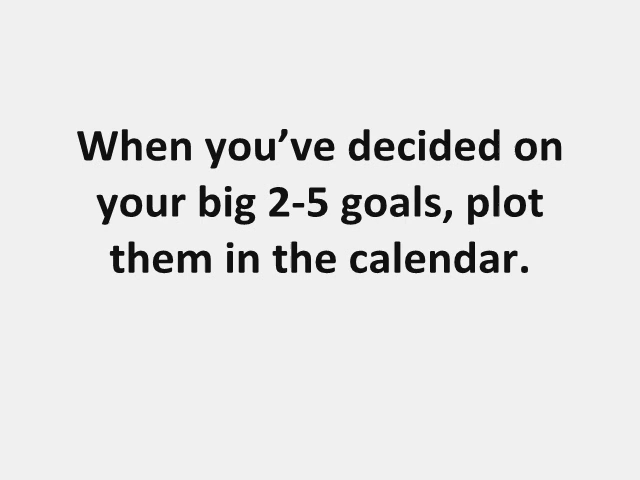 When you’ve decided on
your big 2-5 goals, plot
them in the calendar.